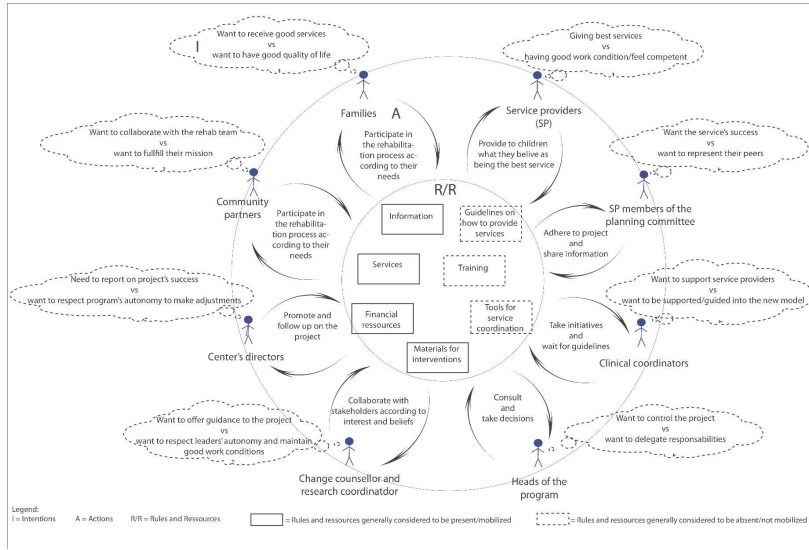 Want to receive good services
vs
want to have good quality of life
I
Giving best services
vs
having good work condition/feel competent
Families
A
Service providers
(SP)
Want to collaborate with the rehab team
vs
want to fullfill their mission
Participate in
the rehabilita-
tion process acc-
ording to their
needs
Provide to children
what they belive as
being the best service
Want the service's success
vs
want to represent their peers
R/R
Community
partners
Participate in
the rehabilita-
tion process ac-
cording to their
needs
Information
Guidelines on
how to provide
services
SP members of the
planning committee
Adhere to project
and
share information
Services
Training
Need to report on project's success
vs
want to respect program's autonomy to make adjustments
Want to support service providers
vs
want to be supported/guided into the new model
Promote and
follow up on the
project
Financial
ressources
Tools for
service
coordination
Take initiatives
and
wait for guidelines
Center's directors
Materials for
interventions
Clinical coordinators
Collaborate with
stakeholders according to
interest and beliefs
Consult
and
take decisions
Want to offer guidance to the project
vs
want to respect leaders' autonomy and maintain
good work conditions
Want to control the project
vs
want to delegate responsabilities
Change counsellor and
research coordinatdor
Heads of the
program
Legend:
I = Intentions A = Actions R/R = Rules and Ressources = Rules and ressources generally considered to be present/mobilized = Rules and ressources generally considered to be absent/not mobilized